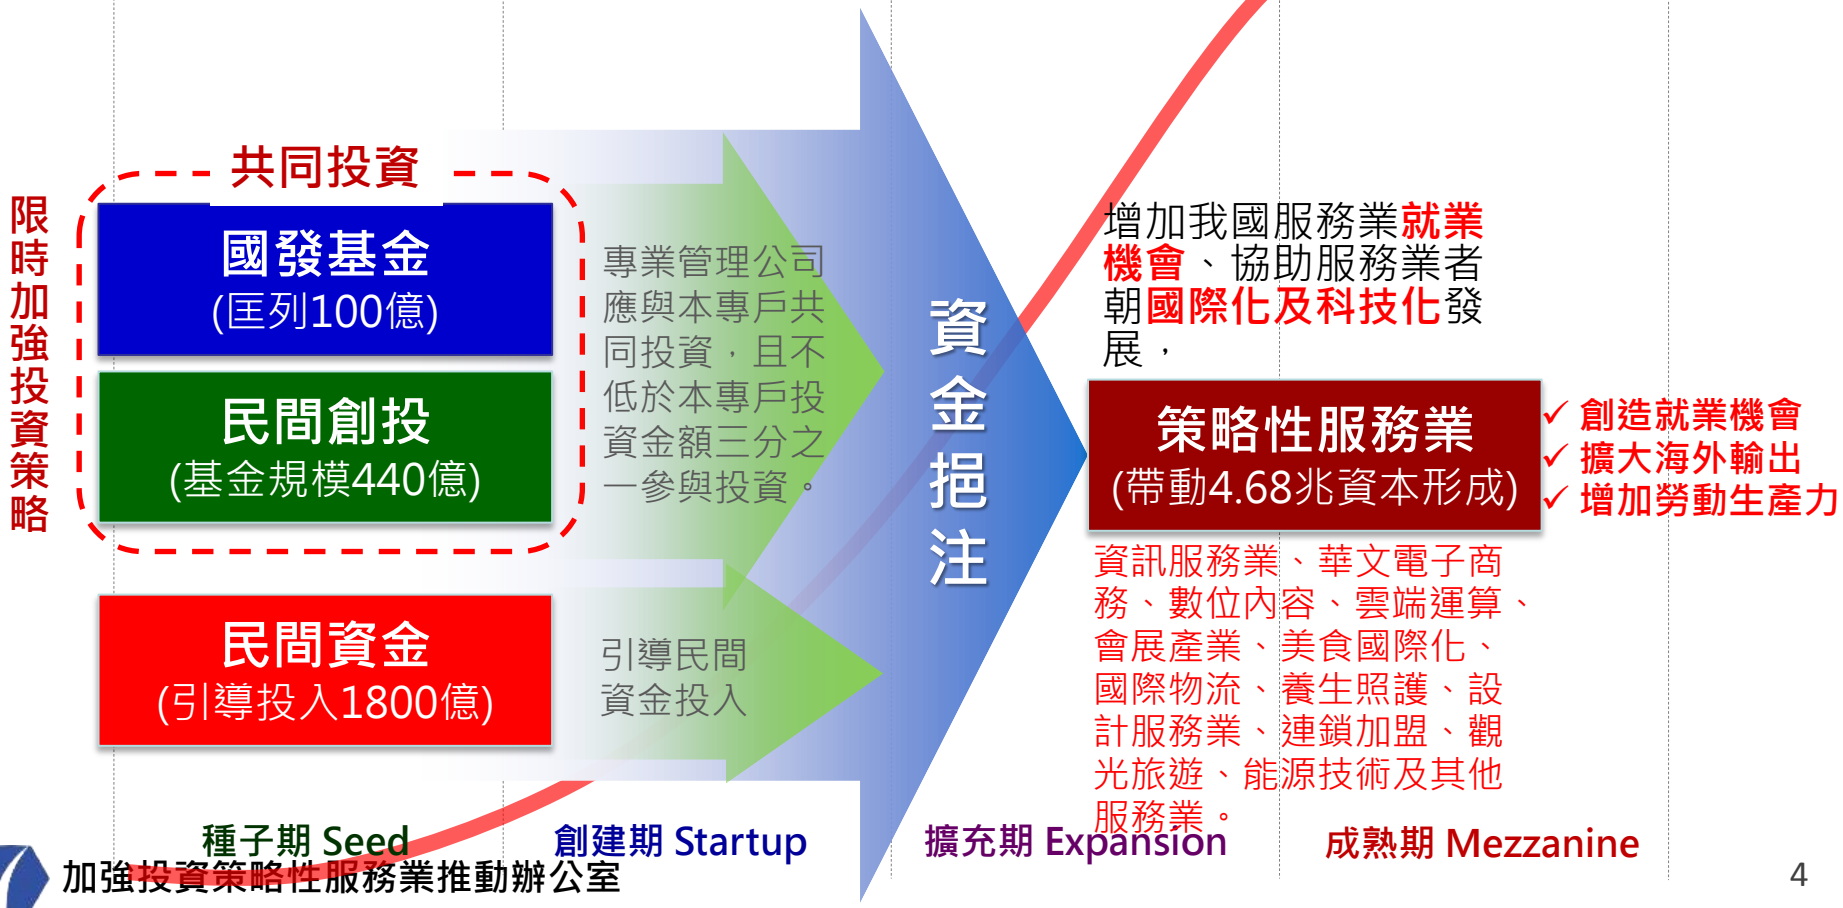 限時加強投資策略
共同投資
國發基金
(匡列100億)
民間創投
(基金規模440億)
民間資金
(引導投入1800億)
專業管理公司
應與本專戶共
同投資，且不
低於本專戶投
資金額三分之
一參與投資。
引導民間
資金投入
資金挹注
增加我國服務業就業
機會、協助服務業者
朝國際化及科技化發
展，
策略性服務業
(帶動4.68兆資本形成)
✓ 創造就業機會
✓ 擴大海外輸出
✓ 增加勞動生產力
資訊服務業、華文電子商
務、數位內容、雲端運算、
會展產業、美食國際化、
國際物流、養生照護、設
計服務業、連鎖加盟、觀
光旅遊、能源技術及其他
服務業。
種子期 Seed
創建期 Startup
擴充期 Expansion
成熟期 Mezzanine
加強投資策略性服務業推動辦公室
4